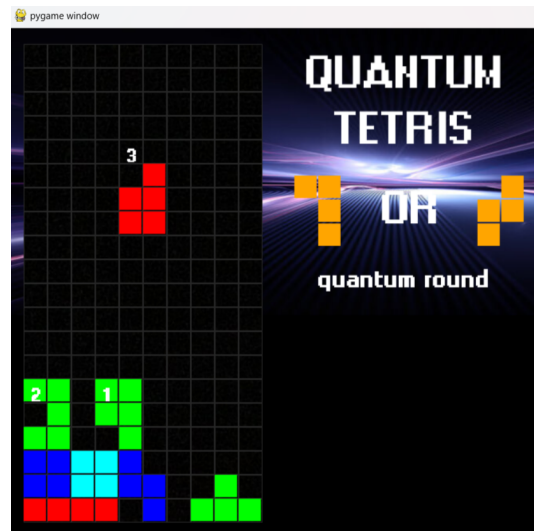 pygame window
QUANTUM
TETRIS
3
OR
quantum round
2 1